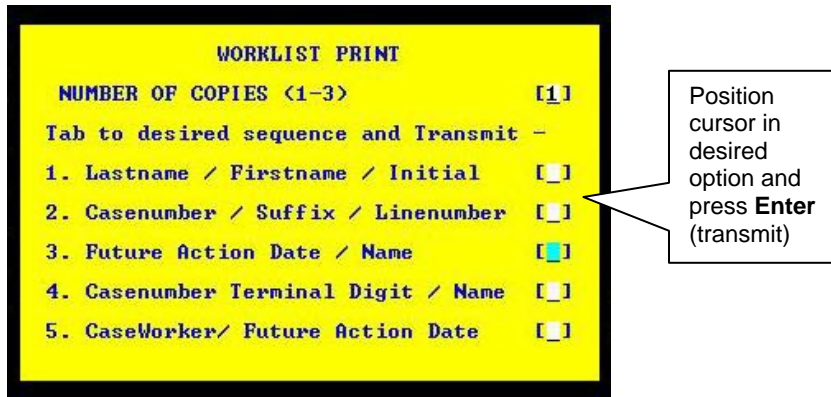 WORKLIST PRINT
NUMBER OF COPIES (1-3) [1]
Tab to desired sequence and Transmit -
1. Lastname / Firstname / Initial [_]
2. Casenumber / Suffix / Linenumber [_]
3. Future Action Date / Name [_]
4. Casenumber Terminal Digit / Name [_]
5. CaseWorker/ Future Action Date [_]
Position
cursor in
desired
option and
press Enter
(transmit)